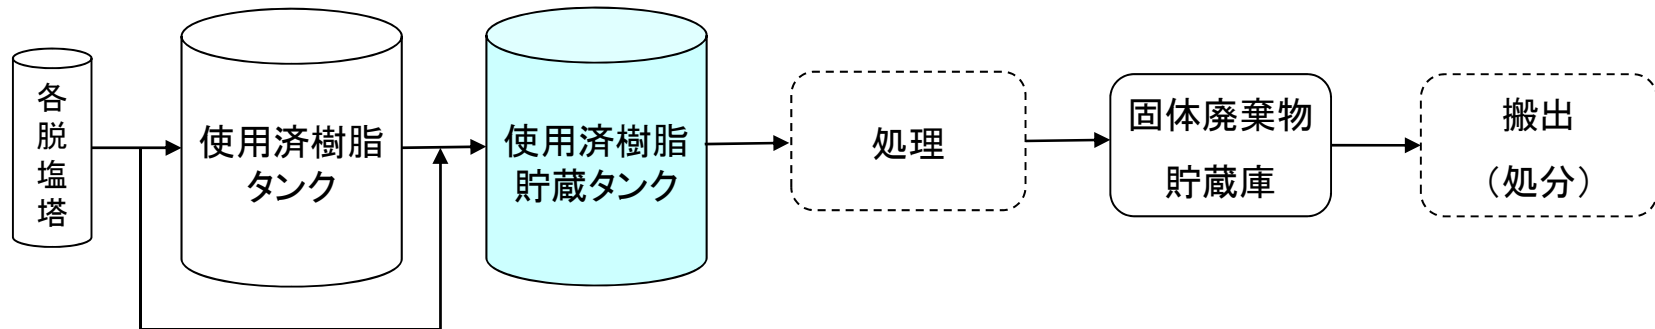 各脱塩塔
使用済樹脂
タンク
使用済樹脂
貯蔵タンク
処理
固体廃棄物
貯蔵庫
搬出
（処分）